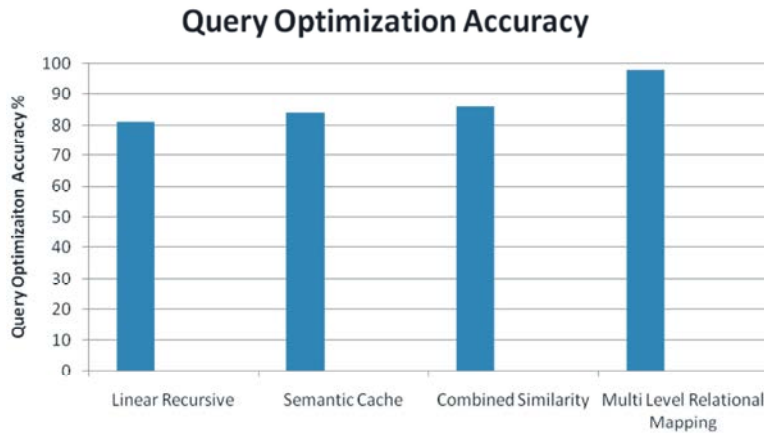 Query Optimization Accuracy
Query Optimizaiton Accuracy %
100
90
80
70
60
50
40
30
20
10
0
Linear Recursive
Semantic Cache
Combined Similarity
Multi Level Relational
Mapping